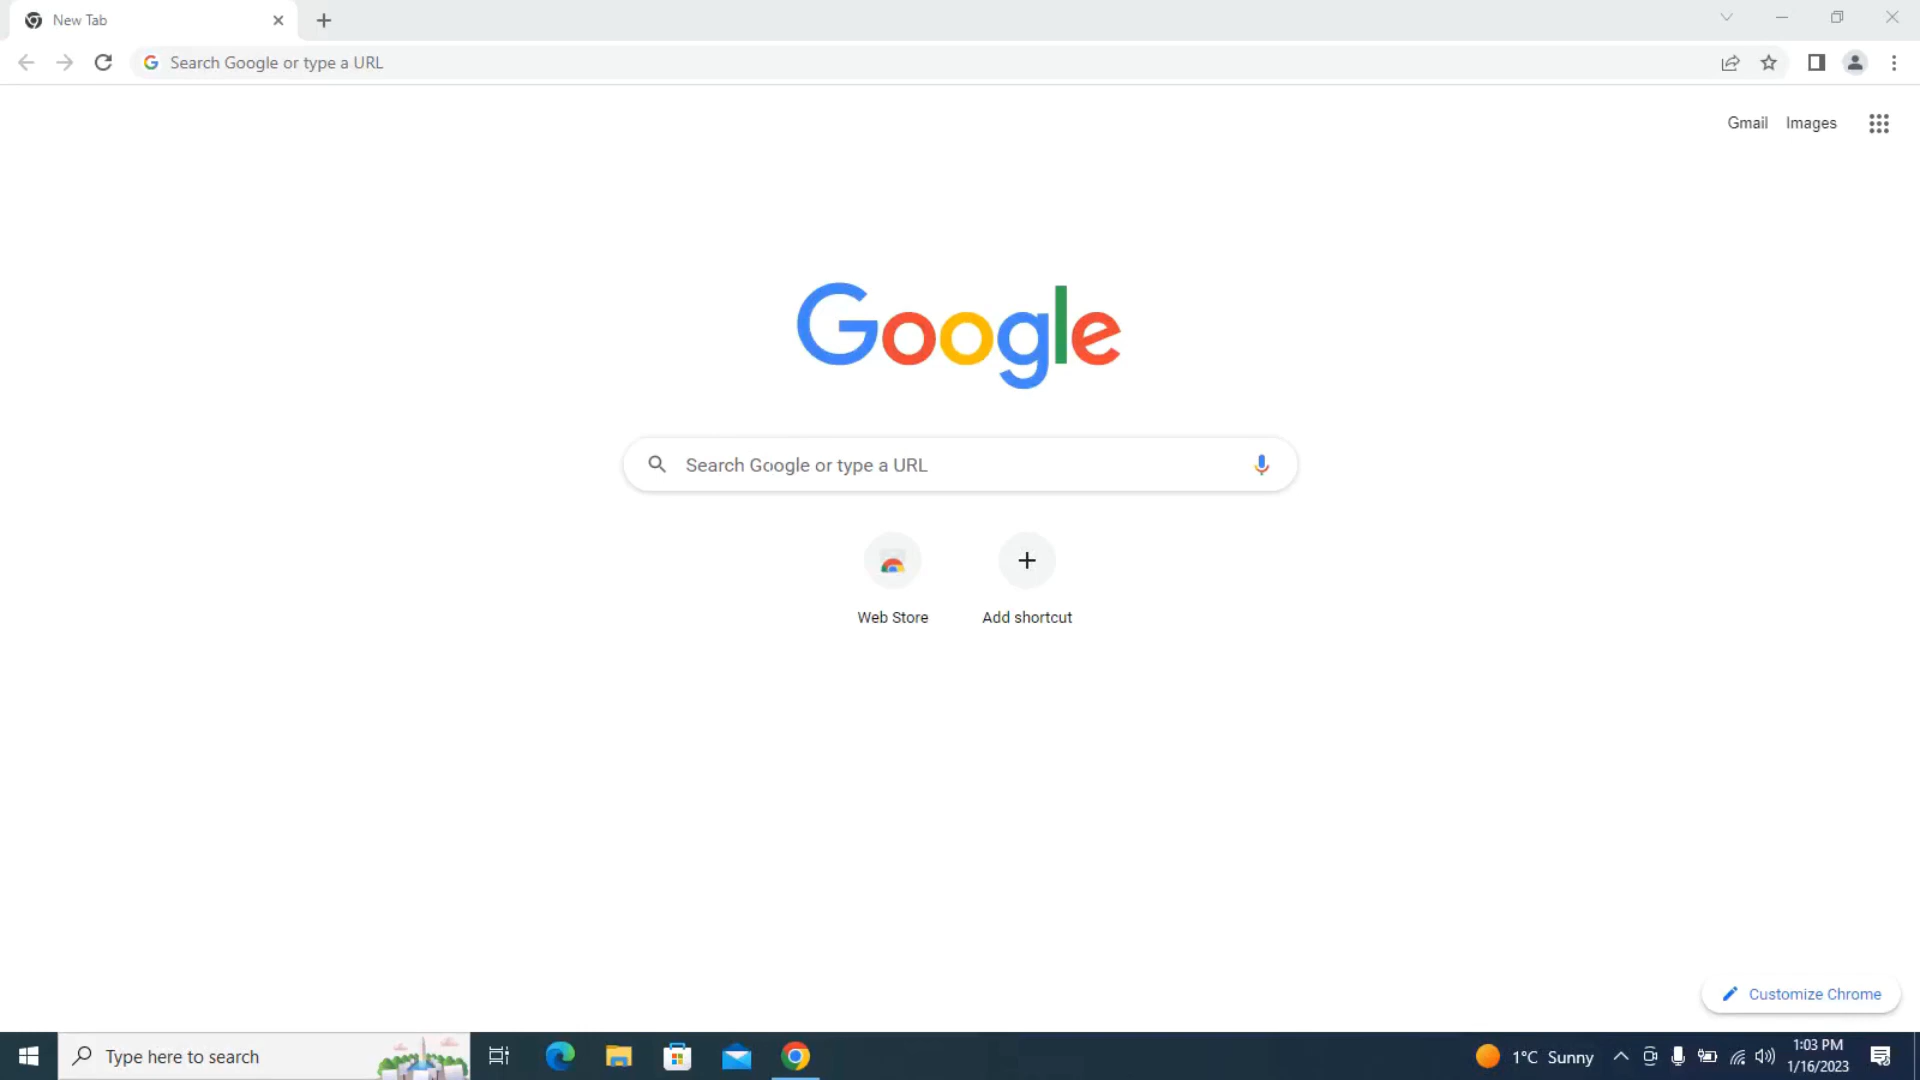 New Tab
Search Google or type a URL
Gmail Images
Google
Search Google or type a URL
Web Store Add shortcut
Customize Chrome
Type here to search
1°C Sunny
1:03 PM
1/16/2023